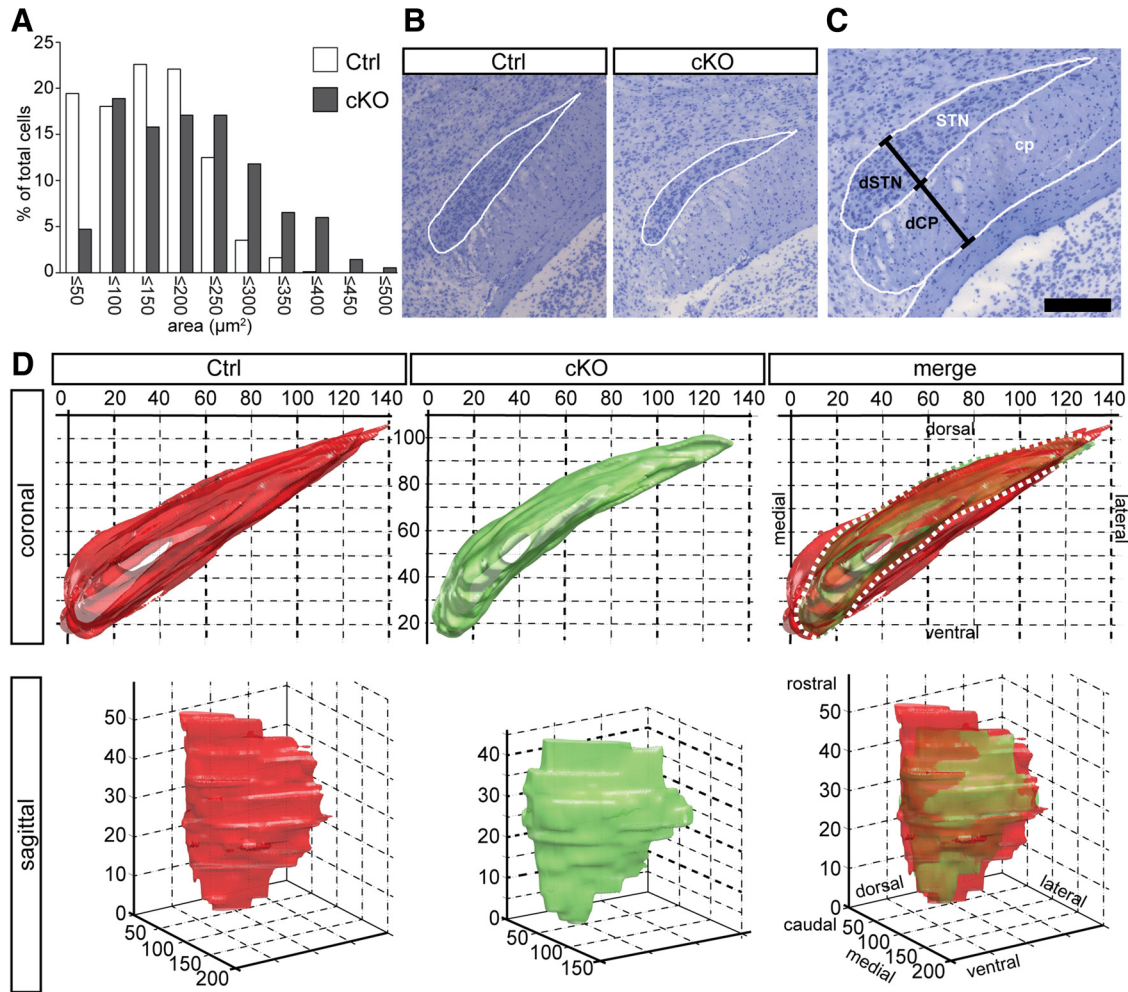 A
25
20
15
10
5
0
% of total cells
≤50
≤100
≤150
≤200
≤250
≤300
≤350
≤400
≤450
≤500
area (µm²)
Ctrl
cKO
B
Ctrl
cKO
C
STN
cp
dSTN
dCP
D
Ctrl
cKO
merge
coronal
0 20 40 60 80 100 120 140
0 20 40 60 80 100 120 140
100
80
60
40
20
0 20 40 60 80 100 120 140
dorsal
medial
lateral
ventral
sagittal
50
40
30
20
10
0
50
100
150
200
40
30
20
10
0
50
100
150
rostral
50
40
30
20
10
0
dorsal
lateral
caudal
50
100
150
200
medial
ventral